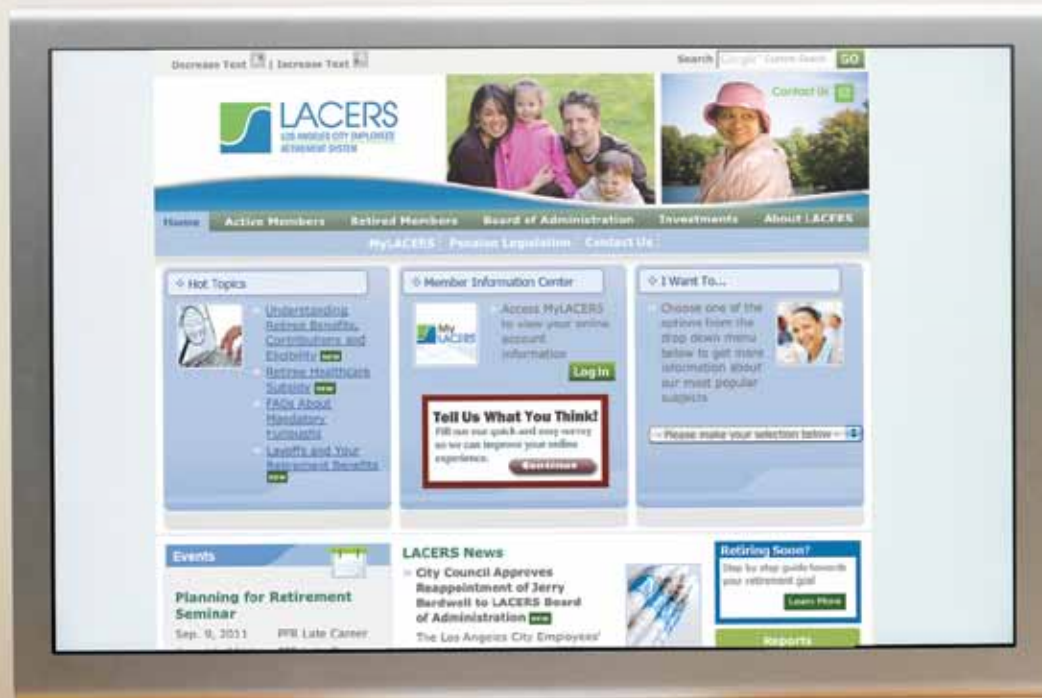 Decrease Text | Increase Text
Search Google™ Custom Search GO
Contact Us
LACERS
LOS ANGELES CITY EMPLOYEES'
RETIREMENT SYSTEM
Home Active Members Retired Members Board of Administration Investments About LACERS
MyLACERS Pension Legislation Contact Us
Hot Topics
Understanding
Retiree Benefits,
Contributions and
Eligibility new
Retiree Healthcare
Subsidy new
FAQs About
Mandatory
Furloughs
Layoffs and Your
Retirement Benefits
new
Member Information Center
My
LACERS
Access MyLACERS
to view your online
account
information
Log In
Tell Us What You Think!
Fill out our quick and easy survey
so we can improve your online
experience.
Continue
I Want To...
Choose one of the
options from the
drop down menu
below to get more
information about
our most popular
subjects
-- Please make your selection below --
Events
Planning for Retirement
Seminar
Sep. 9, 2011 PFR Late Career
LACERS News
City Council Approves
Reappointment of Jerry
Bardwell to LACERS Board
of Administration new
The Los Angeles City Employees'
Retiring Soon?
Step by step guide towards
your retirement goal
Learn More
Reports